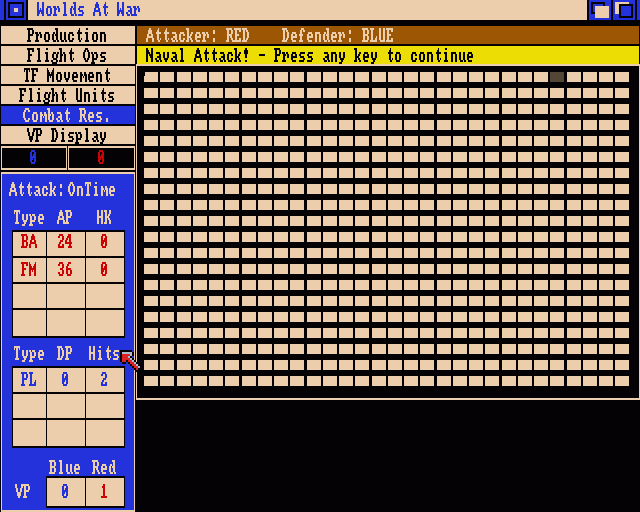 Worlds At War
Production
Flight Ops
TF Movement
Flight Units
Combat Res.
VP Display
0 0
Attacker: RED Defender: BLUE
Naval Attack! - Press any key to continue
Attack:OnTime
Type AP HK
BA 24 0
FM 36 0
Type DP Hits
PL 0 2
Blue Red
VP 0 1